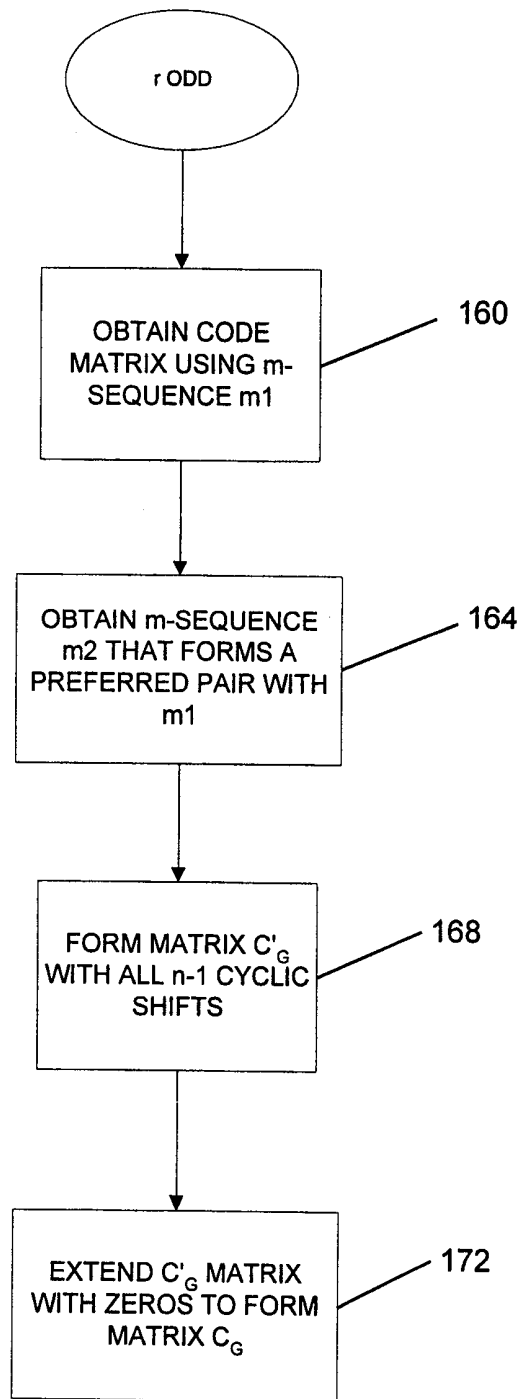 r ODD
OBTAIN CODE
MATRIX USING m-
SEQUENCE m1
160
OBTAIN m-SEQUENCE
m2 THAT FORMS A
PREFERRED PAIR WITH
m1
164
FORM MATRIX C'G
WITH ALL n-1 CYCLIC
SHIFTS
168
EXTEND C'G MATRIX
WITH ZEROS TO FORM
MATRIX CG
172